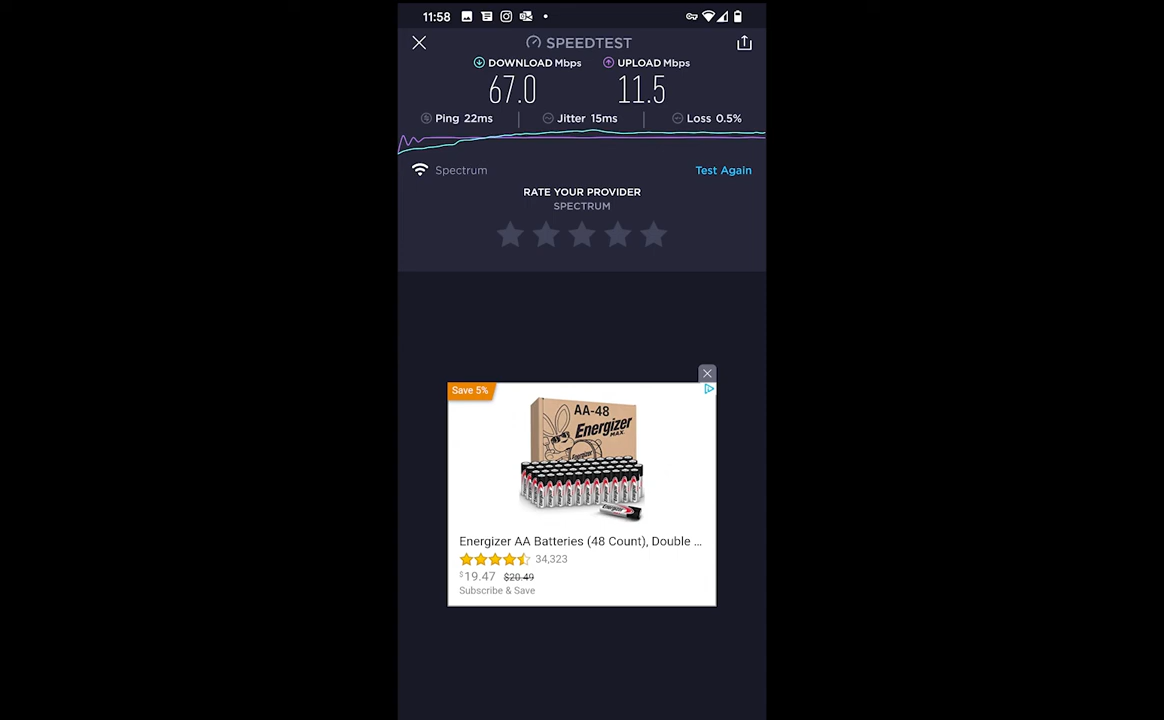 11:58
SPEEDTEST
DOWNLOAD Mbps
UPLOAD Mbps
67.0
11.5
Ping 22ms
Jitter 15ms
Loss 0.5%
Spectrum
Test Again
RATE YOUR PROVIDER
SPECTRUM
Save 5%
AA-48
Energizer
MAX
Energizer AA Batteries (48 Count), Double ...
34,323
$19.47 $20.49
Subscribe & Save